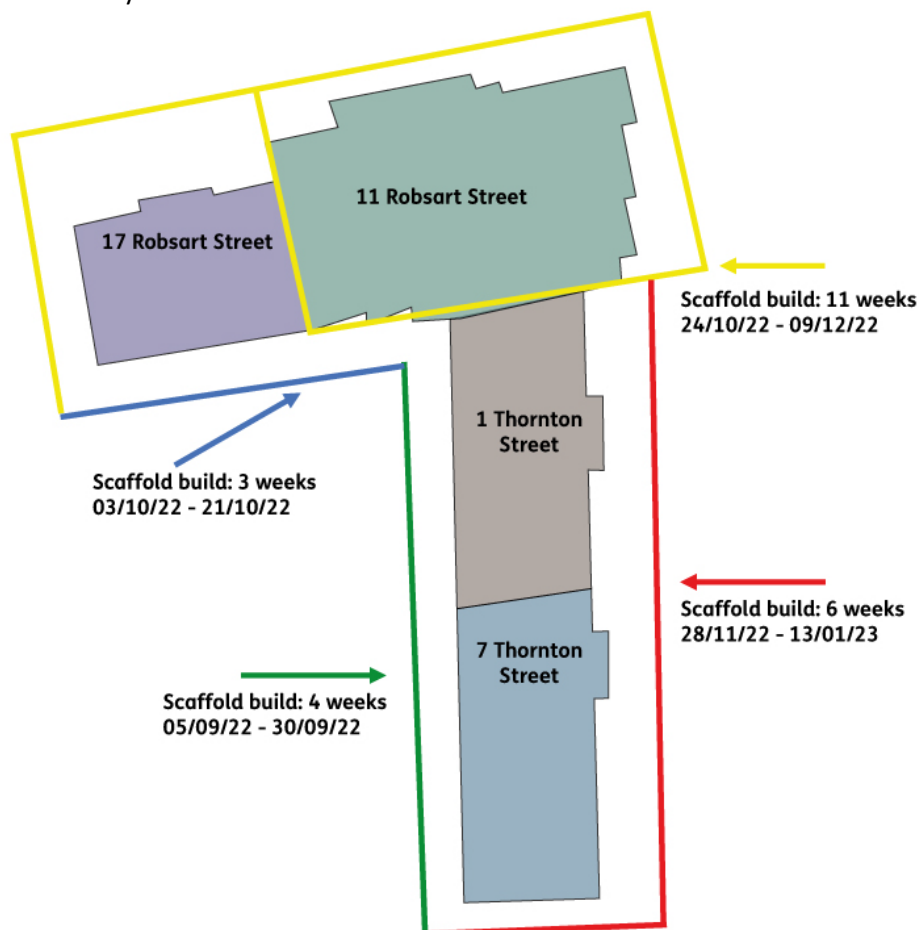 11 Robsart Street
17 Robsart Street
Scaffold build: 11 weeks
24/10/22 - 09/12/22
1 Thornton
Street
Scaffold build: 3 weeks
03/10/22 - 21/10/22
Scaffold build: 6 weeks
28/11/22 - 13/01/23
7 Thornton
Street
Scaffold build: 4 weeks
05/09/22 - 30/09/22